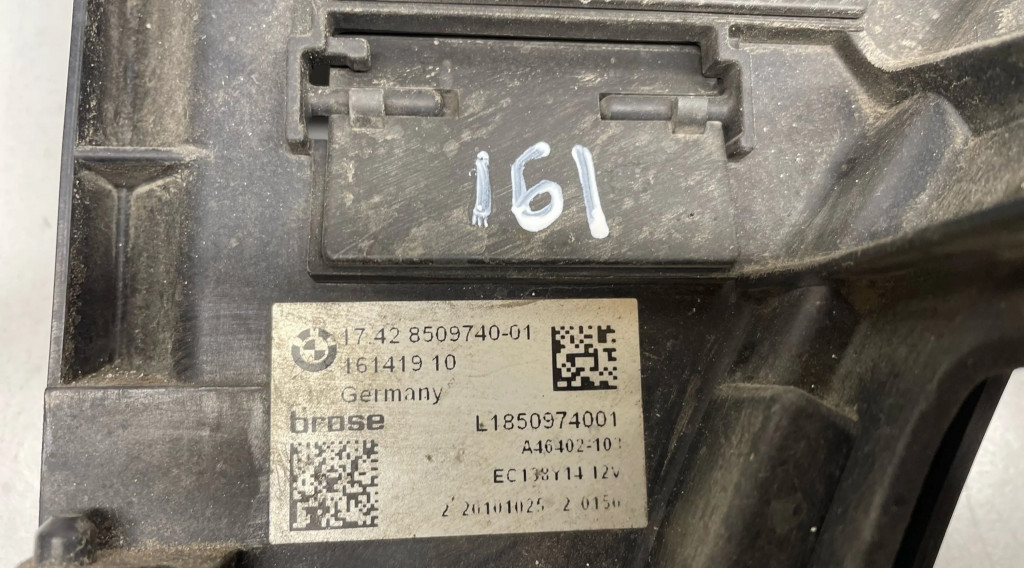 161
17.42 8509740-01
161419 10
Germany
brose
L1850974001
A46402-103
EC138Y14 12V
20101025 2 0150